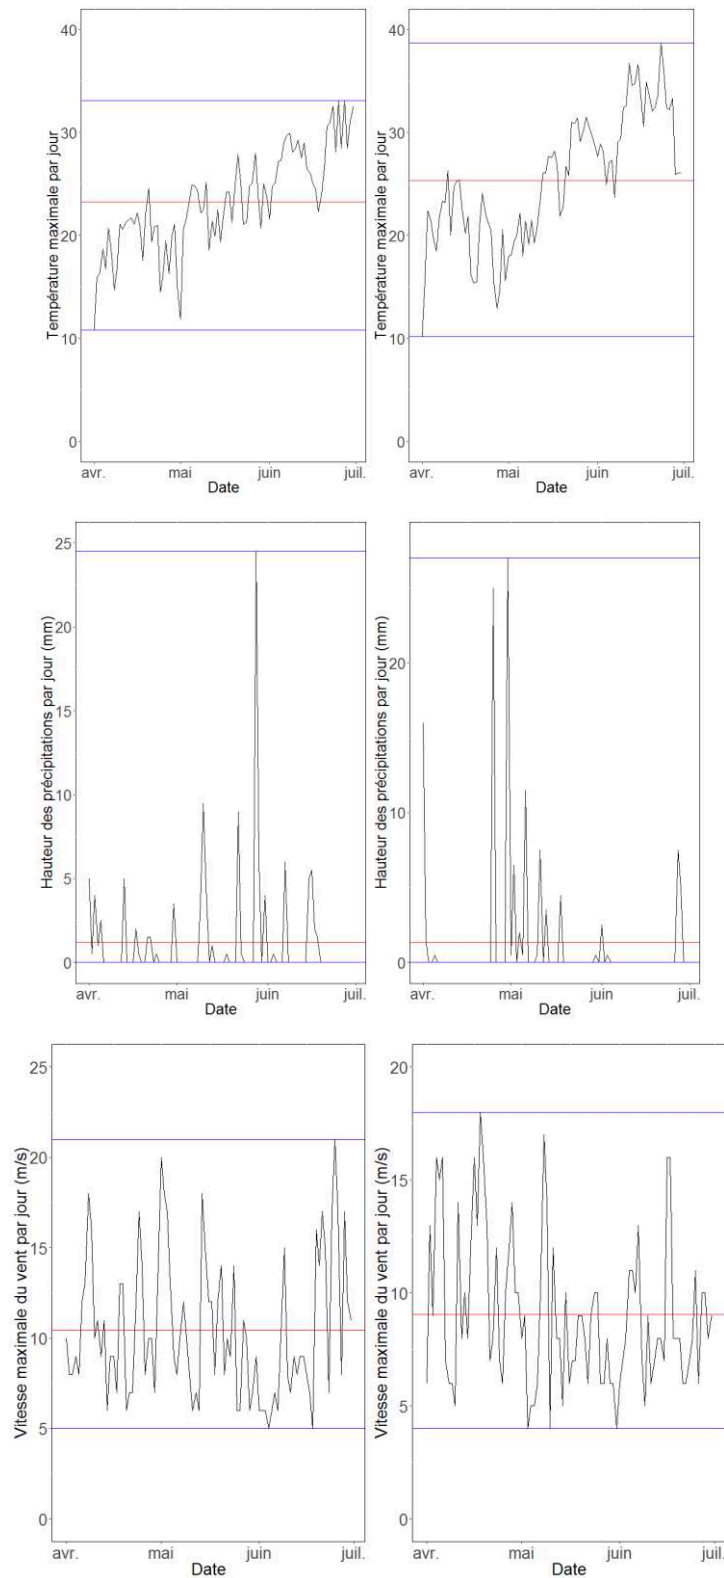 Température maximale par jour
40
30
20
10
0
avr.
mai
juin
juil.
Date
Température maximale par jour
40
30
20
10
0
avr.
mai
juin
juil.
Date
Hauteur des précipitations par jour (mm)
25
20
15
10
5
0
avr.
mai
juin
juil.
Date
Hauteur des précipitations par jour (mm)
20
10
0
avr.
mai
juin
juil.
Date
Vitesse maximale du vent par jour (m/s)
25
20
15
10
5
0
avr.
mai
juin
juil.
Date
Vitesse maximale du vent par jour (m/s)
20
15
10
5
0
avr.
mai
juin
juil.
Date